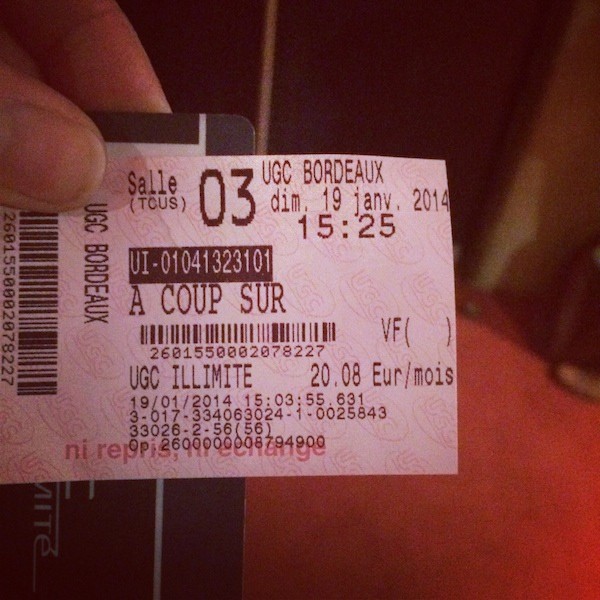 Salle
(TOUS)
03
UGC BORDEAUX
dim. 19 janv. 2014
15:25
UI-01041323101
A COUP SUR
VF( )
2601550002078227
UGC ILLIMITE 20.08 Eur/mois
19/01/2014 15:03:55.631
3-017-334063024-1-0025843
33026-2-56(56)
Op. 2600000008794900
ni repris, ni échange
UGC BORDEAUX
2601550002078227